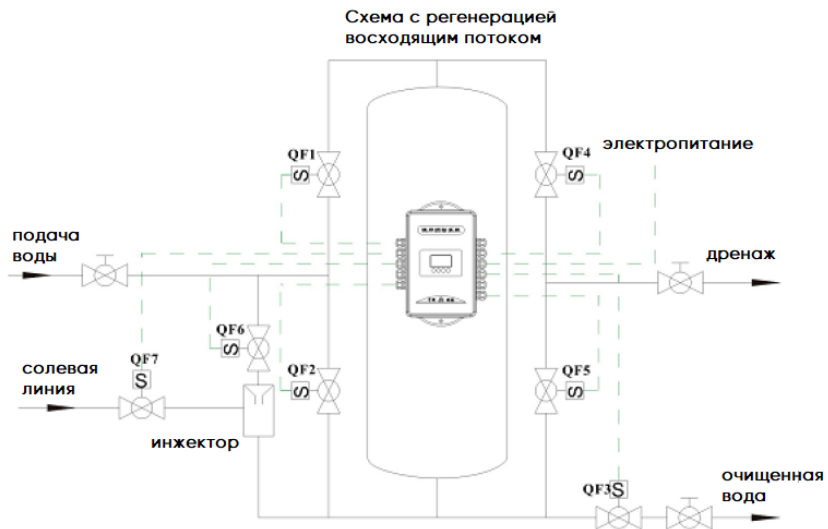 Схема с регенерацией
восходящим потоком
QF1
S
QF4
S
электропитание
подача
воды
дренаж
QF6
S
QF7
S
QF2
S
QF5
S
солевая
линия
инжектор
QF3
S
очищенная
вода